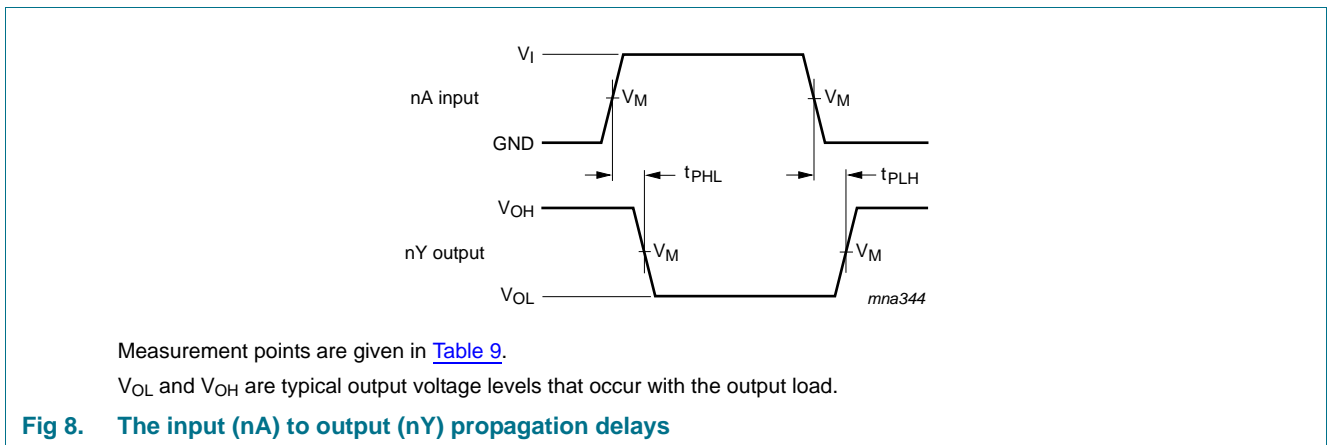 VI
nA input
VM
VM
GND
tPHL
tPLH
VOH
nY output
VM
VM
VOL
mna344
Measurement points are given in Table 9.
VOL and VOH are typical output voltage levels that occur with the output load.
Fig 8. The input (nA) to output (nY) propagation delays